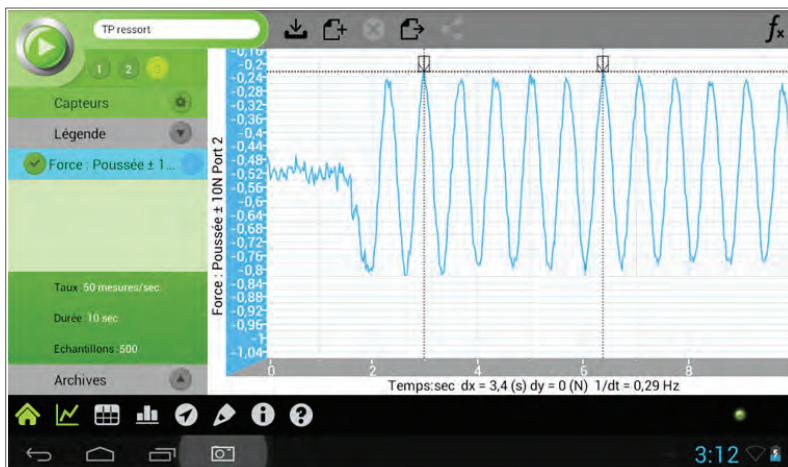 TP ressort
fx
1 2 3
Capteurs
Légende
Force : Poussée ± 1...
Taux :50 mesures/sec
Durée :10 sec
Echantillons :500
Archives
Force : Poussée ± 10N Port 2
-0,16
-0,2
-0,24
-0,28
-0,32
-0,36
-0,4
-0,44
-0,48
-0,52
-0,56
-0,6
-0,64
-0,68
-0,72
-0,76
-0,8
-0,84
-0,88
-0,92
-0,96
-1
-1,04
0 2 4 6 8
Temps:sec dx = 3,4 (s) dy = 0 (N) 1/dt = 0,29 Hz
3:12